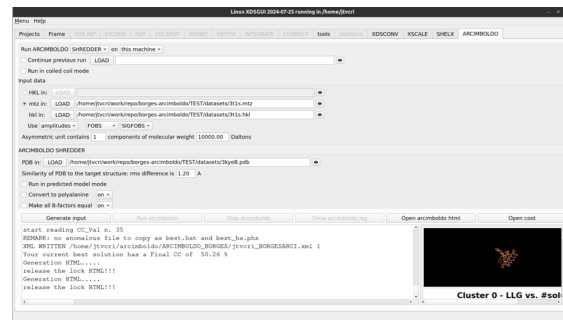 Linux XDSGUI 2024-07-25 running in /home/jtvcri
Menu Help
Projects Frame XDS.INP XYCORR INIT COLSPOT IDXREF DEFPIX INTEGRATE CORRECT tools statistics XDSCONV XSCALE SHELX ARCIMBOLDO
Run ARCIMBOLDO SHREDDER on this machine
Continue previous run LOAD
Run in coiled coil mode
Input data
HKL in: LOAD
mtz in: LOAD /home/jtvcri/work/repo/borges-arcimboldo/TEST/datasets/3t1s.mtz
hkl in: LOAD /home/jtvcri/work/repo/borges-arcimboldo/TEST/datasets/3t1s.hkl
Use amplitudes FOBS SIGFOBS
Asymmetric unit contains 1 components of molecular weight 10000.00 Daltons
ARCIMBOLDO SHREDDER
PDB in: LOAD /home/jtvcri/work/repo/borges-arcimboldo/TEST/datasets/3kyeB.pdb
Similarity of PDB to the target structure: rms difference is 1.20 A
Run in predicted model mode
Convert to polyalanine on
Make all B-factors equal on
Generate input Run arcimboldo Stop arcimboldo Show arcimboldo log Open arcimboldo html Open coot
start reading CC_Val n. 35
REMARK: no anomalous file to copy as best.hat and best_ha.phs
XML WRITTEN /home/jtvcri/arcimboldo/ARCIMBOLDO_BORGES/jtvcri_BORGESARCI.xml 1
Your current best solution has a Final CC of 50.26 %
Generation HTML.....
release the lock HTML!!!
Generation HTML.....
release the lock HTML!!!
Cluster 0 - LLG vs. #sol